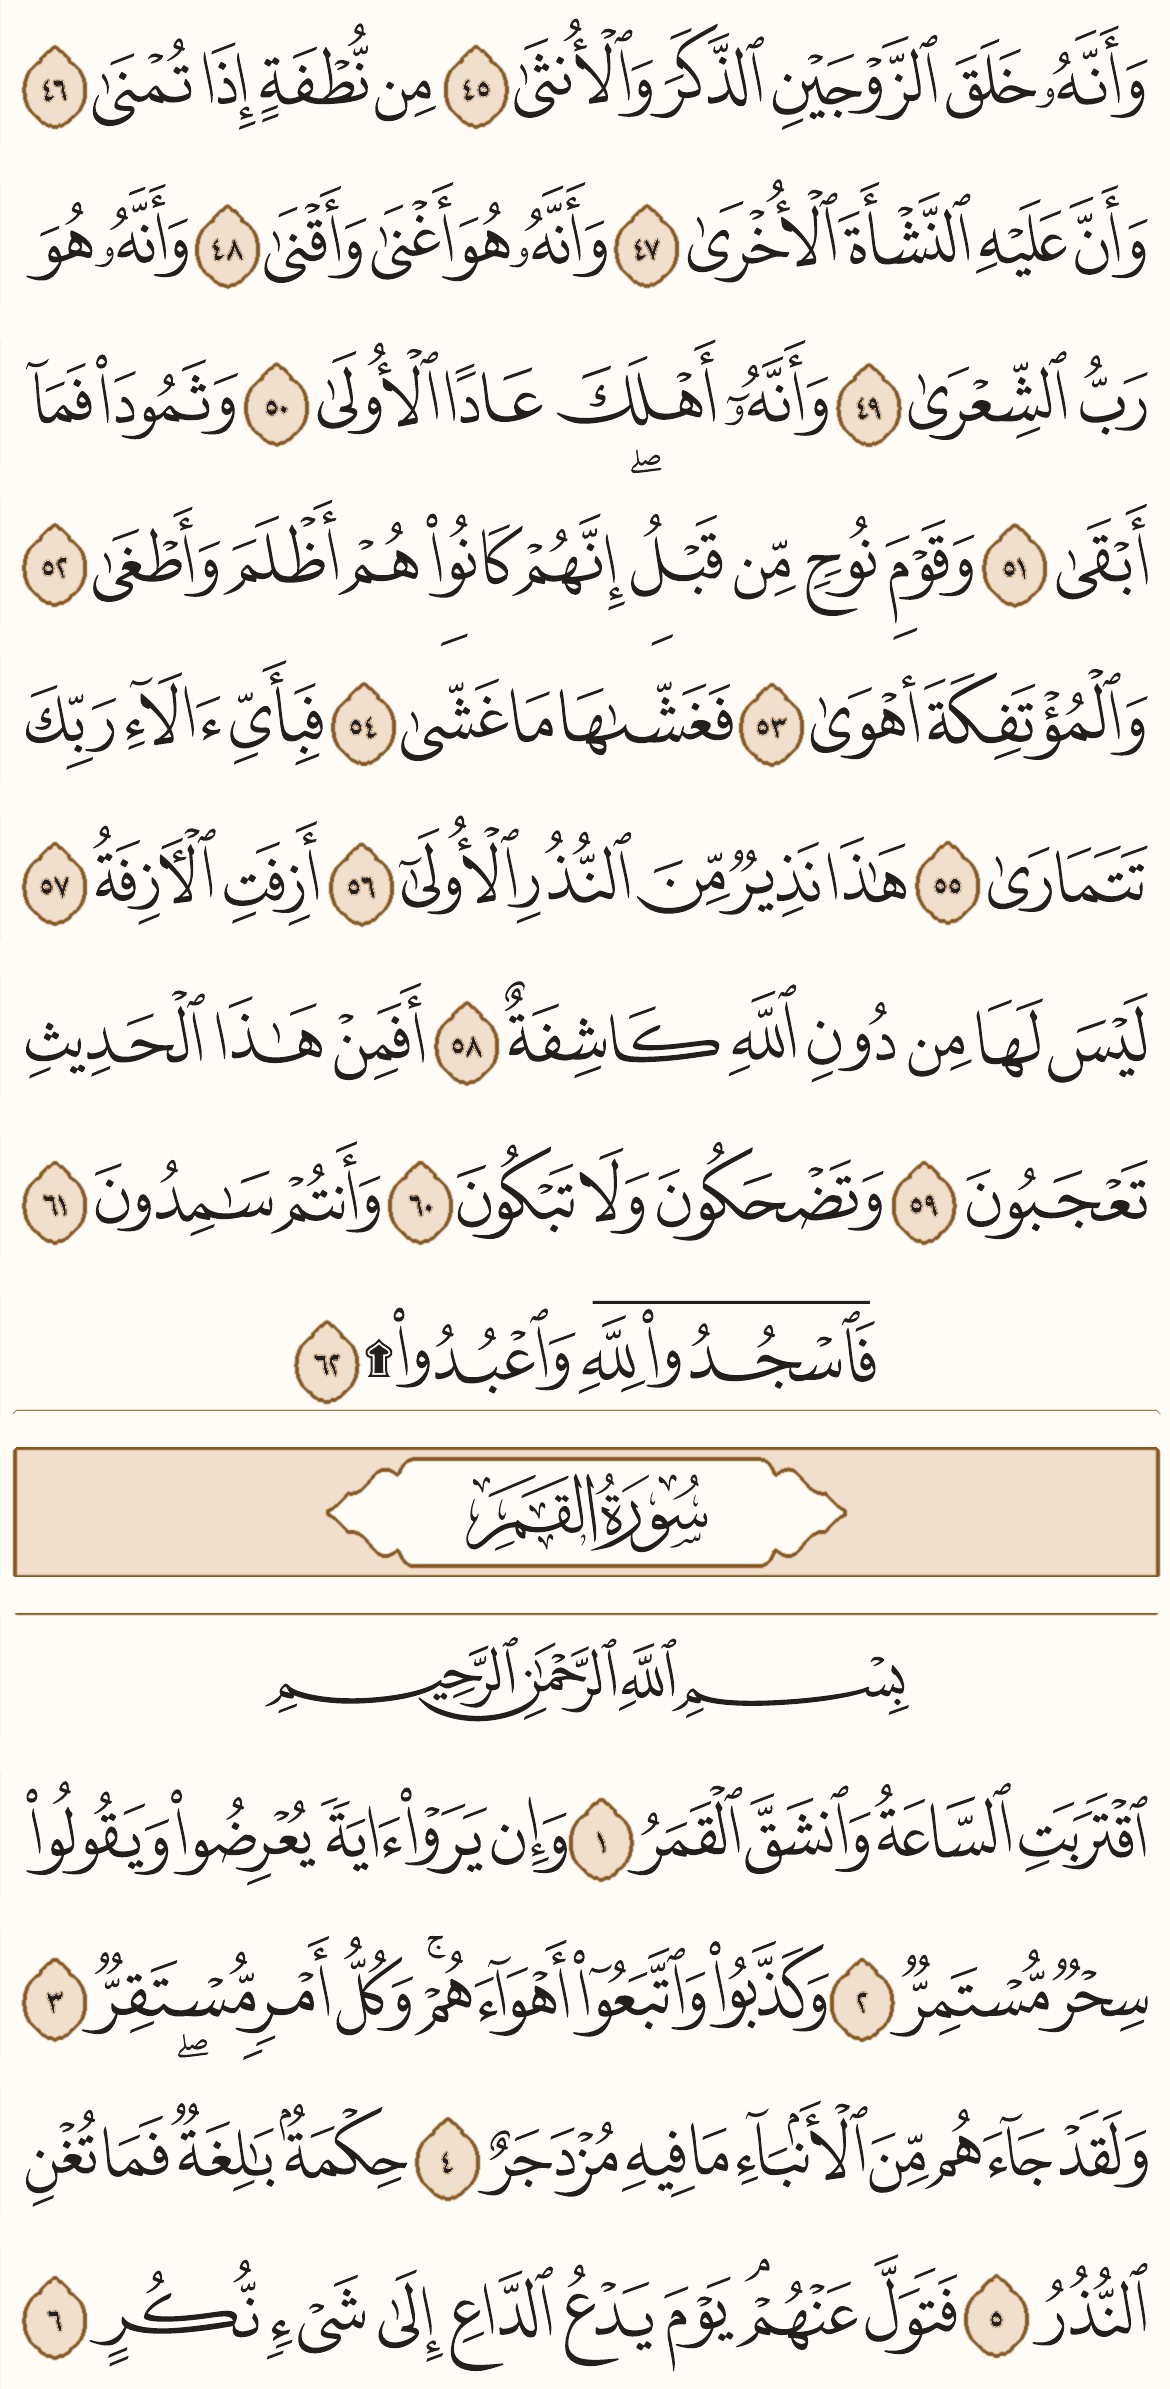 وَأَنَّهُۥ خَلَقَ ٱلزَّوۡجَيۡنِ ٱلذَّكَرَ وَٱلۡأُنثَىٰ ٤٥ مِن نُّطۡفَةٍ إِذَا تُمۡنَىٰ ٤٦
وَأَنَّ عَلَيۡهِ ٱلنَّشۡأَةَ ٱلۡأُخۡرَىٰ ٤٧ وَأَنَّهُۥ هُوَ أَغۡنَىٰ وَأَقۡنَىٰ ٤٨ وَأَنَّهُۥ هُوَ
رَبُّ ٱلشِّعۡرَىٰ ٤٩ وَأَنَّهُۥٓ أَهۡلَكَ عَادًا ٱلۡأُولَىٰ ٥٠ وَثَمُودَاْ فَمَآ
أَبۡقَىٰ ٥١ وَقَوۡمَ نُوحٖ مِّن قَبۡلُۖ إِنَّهُمۡ كَانُواْ هُمۡ أَظۡلَمَ وَأَطۡغَىٰ ٥٢
وَٱلۡمُؤۡتَفِكَةَ أَهۡوَىٰ ٥٣ فَغَشَّىٰهَا مَا غَشَّىٰ ٥٤ فَبِأَيِّ ءَالَآءِ رَبِّكَ
تَتَمَارَىٰ ٥٥ هَٰذَا نَذِيرٞ مِّنَ ٱلنُّذُرِ ٱلۡأُولَىٰٓ ٥٦ أَزِفَتِ ٱلۡأٓزِفَةُ ٥٧
لَيۡسَ لَهَا مِن دُونِ ٱللَّهِ كَاشِفَةٌ ٥٨ أَفَمِنۡ هَٰذَا ٱلۡحَدِيثِ
تَعۡجَبُونَ ٥٩ وَتَضۡحَكُونَ وَلَا تَبۡكُونَ ٦٠ وَأَنتُمۡ سَٰمِدُونَ ٦١
فَٱسۡجُدُواْ لِلَّهِ وَٱعۡبُدُواْ۩ ٦٢
سُورَةُ القَمَرِ
بِسۡمِ ٱللَّهِ ٱلرَّحۡمَٰنِ ٱلرَّحِيمِ
ٱقۡتَرَبَتِ ٱلسَّاعَةُ وَٱنشَقَّ ٱلۡقَمَرُ ١ وَإِن يَرَوۡاْ ءَايَةٗ يُعۡرِضُواْ وَيَقُولُواْ
سِحۡرٞ مُّسۡتَمِرّٞ ٢ وَكَذَّبُواْ وَٱتَّبَعُوٓاْ أَهۡوَآءَهُمۡۚ وَكُلُّ أَمۡرٖ مُّسۡتَقِرّٞ ٣
وَلَقَدۡ جَآءَهُم مِّنَ ٱلۡأَنۢبَآءِ مَا فِيهِ مُزۡدَجَرٌ ٤ حِكۡمَةُۢ بَٰلِغَةٞۖ فَمَا تُغۡنِ
ٱلنُّذُرُ ٥ فَتَوَلَّ عَنۡهُمۡۘ يَوۡمَ يَدۡعُ ٱلدَّاعِ إِلَىٰ شَيۡءٖ نُّكُرٍ ٦